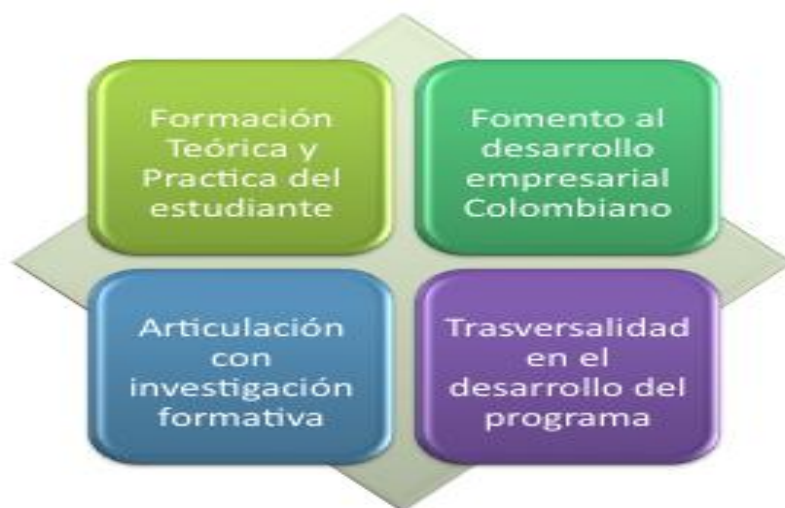 Formación
Teórica y
Practica del
estudiante
Fomento al
desarrollo
empresarial
Colombiano
Articulación
con
investigación
formativa
Trasversalidad
en el
desarrollo del
programa